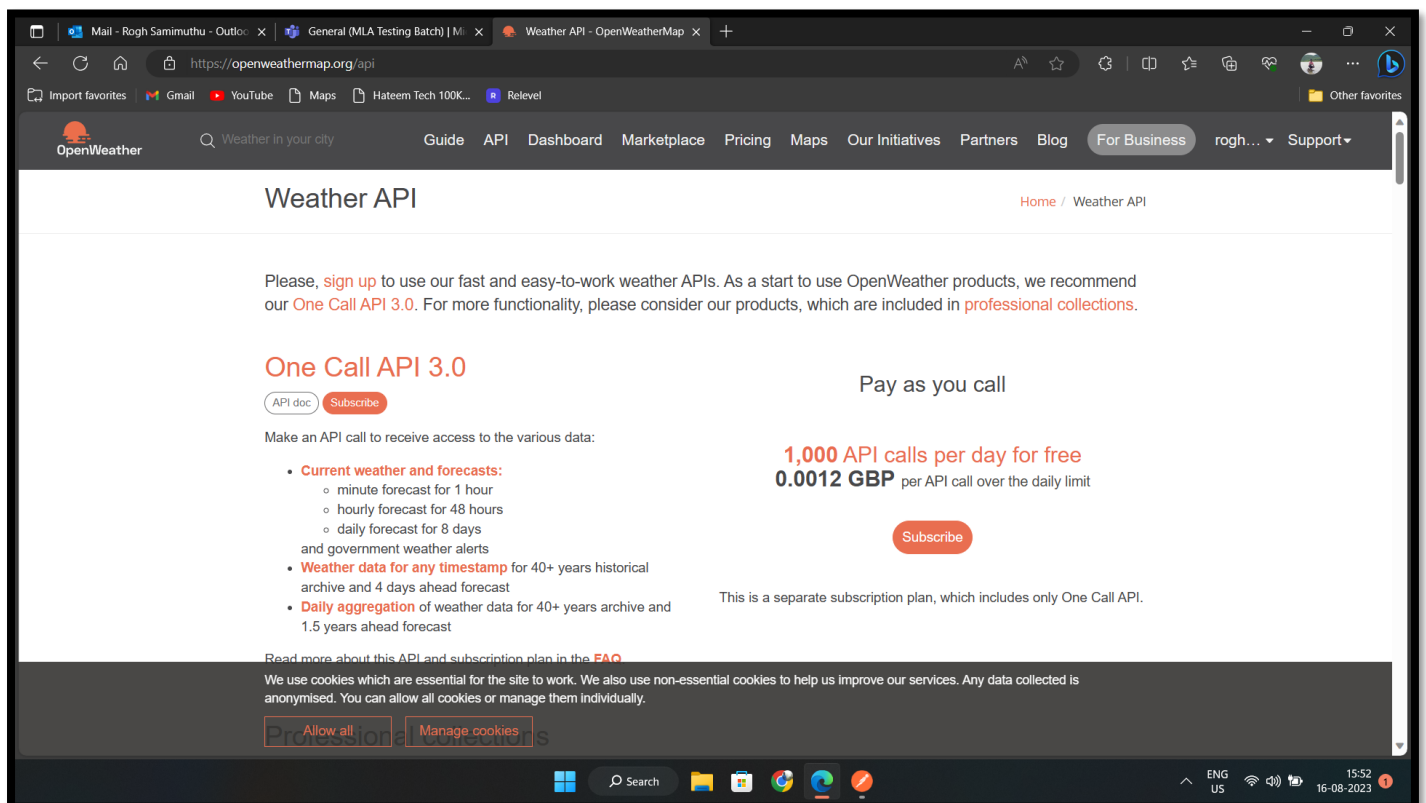 Mail - Rogh Samimuthu - Outloo
General (MLA Testing Batch) | Mi
Weather API - OpenWeatherMap
https://openweathermap.org/api
Import favorites
Gmail
YouTube
Maps
Hateem Tech 100K...
Relevel
Other favorites
OpenWeather
Weather in your city
Guide
API
Dashboard
Marketplace
Pricing
Maps
Our Initiatives
Partners
Blog
For Business
rogh...
Support
Weather API
Home / Weather API
Please, sign up to use our fast and easy-to-work weather APIs. As a start to use OpenWeather products, we recommend
our One Call API 3.0. For more functionality, please consider our products, which are included in professional collections.
One Call API 3.0
API doc
Subscribe
Make an API call to receive access to the various data:
• Current weather and forecasts:
◦ minute forecast for 1 hour
◦ hourly forecast for 48 hours
◦ daily forecast for 8 days
and government weather alerts
• Weather data for any timestamp for 40+ years historical
archive and 4 days ahead forecast
• Daily aggregation of weather data for 40+ years archive and
1.5 years ahead forecast
Read more about this API and subscription plan in the FAQ
Pay as you call
1,000 API calls per day for free
0.0012 GBP per API call over the daily limit
Subscribe
This is a separate subscription plan, which includes only One Call API.
We use cookies which are essential for the site to work. We also use non-essential cookies to help us improve our services. Any data collected is
anonymised. You can allow all cookies or manage them individually.
Allow all
Manage cookies
Professional collections
Search
ENG
US
15:52
16-08-2023
1